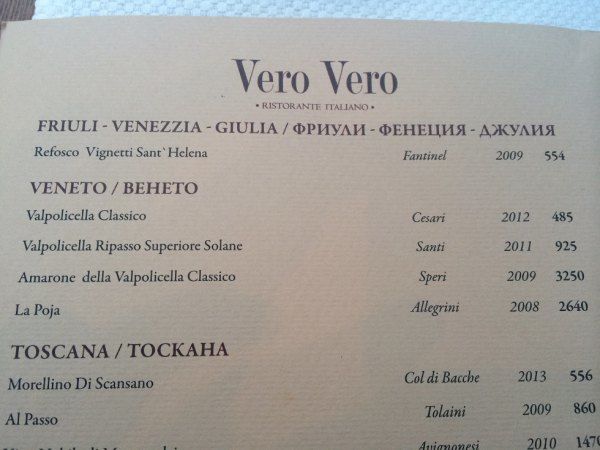 Vero Vero
• RISTORANTE ITALIANO •
FRIULI - VENEZZIA - GIULIA / ФРИУЛИ - ФЕНЕЦИЯ - ДЖУЛИЯ
Refosco Vignetti Sant`Helena Fantinel 2009 554
VENETO / ВЕНЕТО
Valpolicella Classico Cesari 2012 485
Valpolicella Ripasso Superiore Solane Santi 2011 925
Amarone della Valpolicella Classico Speri 2009 3250
La Poja Allegrini 2008 2640
TOSCANA / ТОСКАНА
Morellino Di Scansano Col di Bacche 2013 556
Al Passo Tolaini 2009 860
Avignonesi 2010 1470